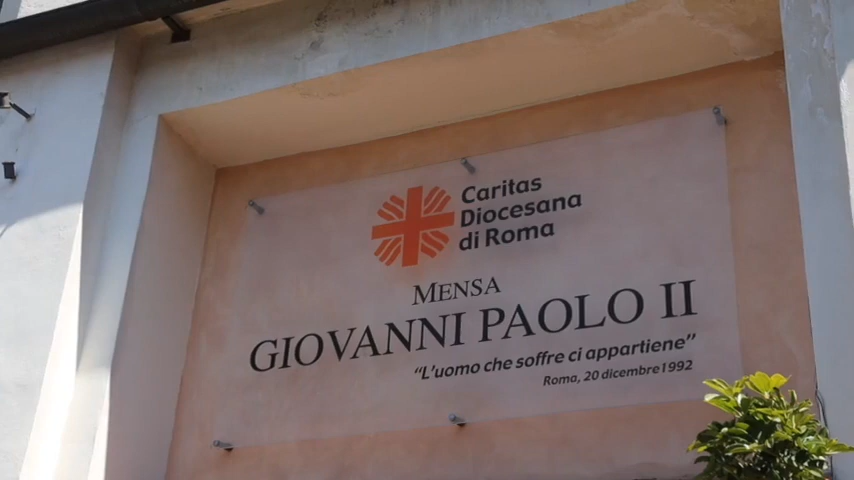 Caritas
Diocesana
di Roma
MENSA
GIOVANNI PAOLO II
“L'uomo che soffre ci appartiene”
Roma, 20 dicembre 1992